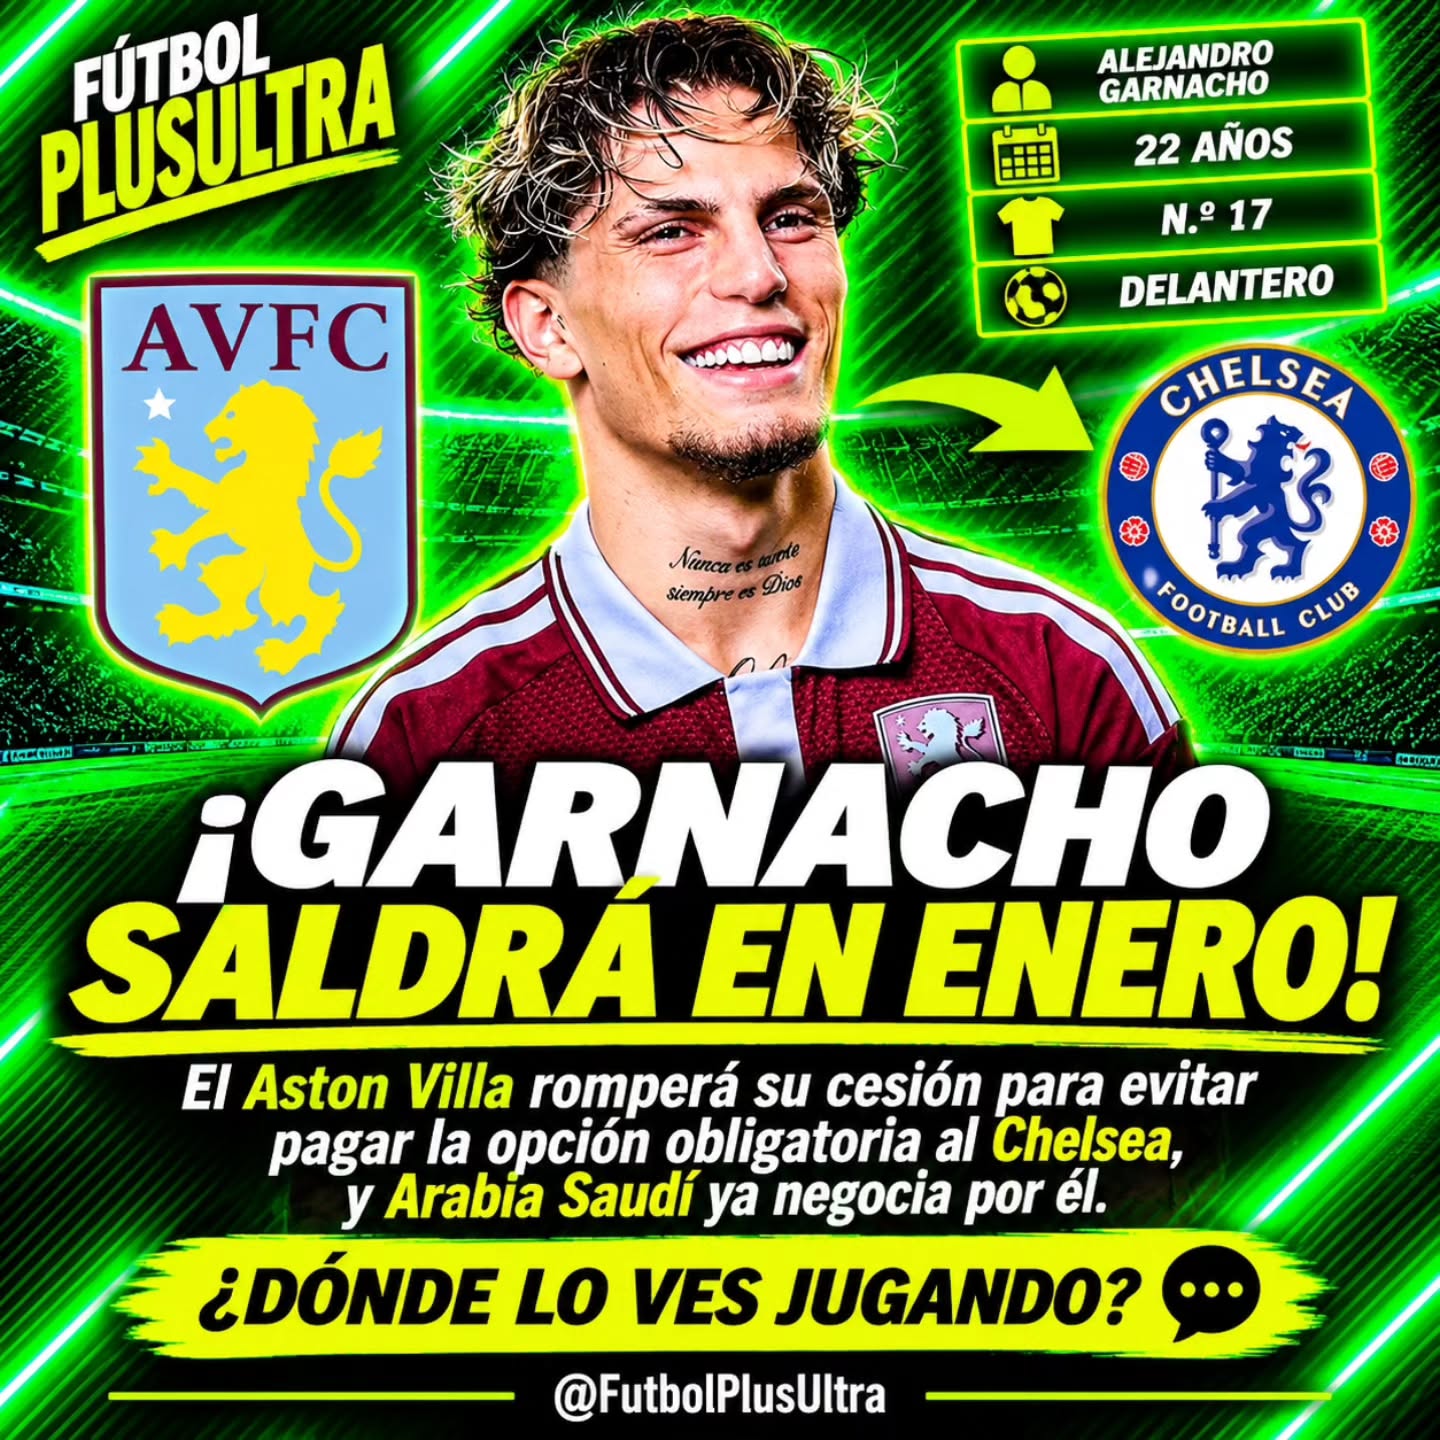 FÚTBOL
PLUSULTRA
ALEJANDRO
GARNACHO
22 AÑOS
N.º 17
DELANTERO
AVFC
CHELSEA
FOOTBALL CLUB
Nunca es tarde
siempre es Dios
¡GARNACHO
SALDRÁ EN ENERO!
El Aston Villa romperá su cesión para evitar
pagar la opción obligatoria al Chelsea,
y Arabia Saudí ya negocia por él.
¿DÓNDE LO VES JUGANDO?
@FutbolPlusUltra